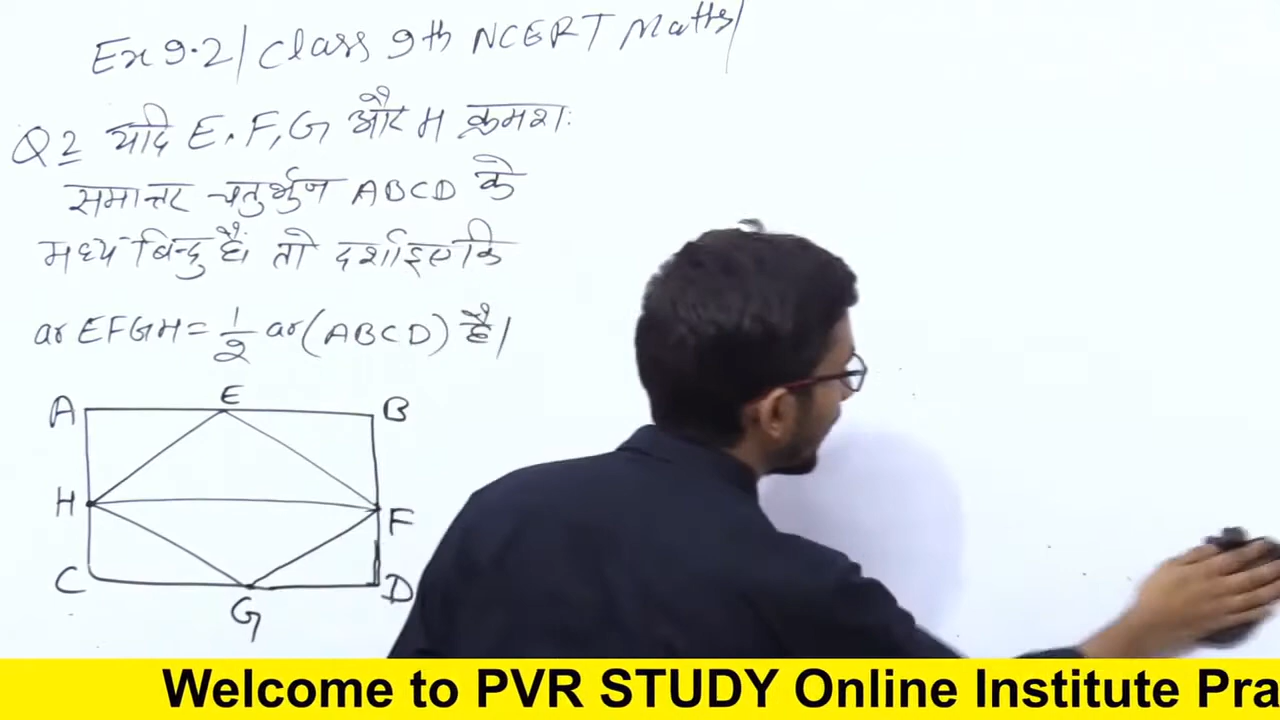 Ex 9.2 | Class 9th NCERT Maths |
Q2 यदि E, F, G और H क्रमशः
समान्तर चतुर्भुज ABCD के
मध्य बिन्दु हैं। तो दर्शाइए कि
ar EFGH = 1/2 ar(ABCD) है।
A E B
H F
C G D
Welcome to PVR STUDY Online Institute Pra